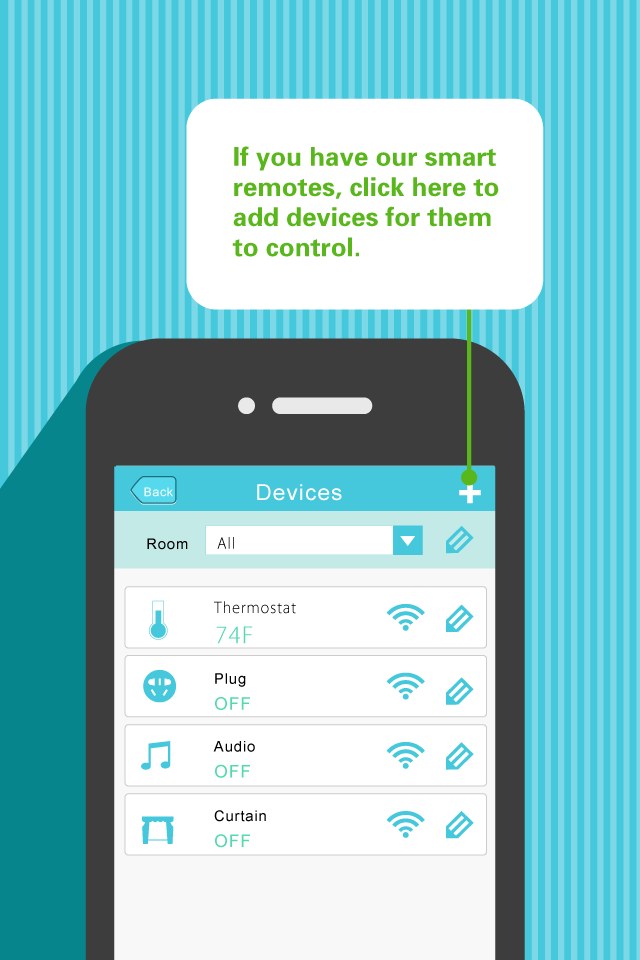 If you have our smart
remotes, click here to
add devices for them
to control.
Back Devices
Room All
Thermostat
74F
Plug
OFF
Audio
OFF
Curtain
OFF